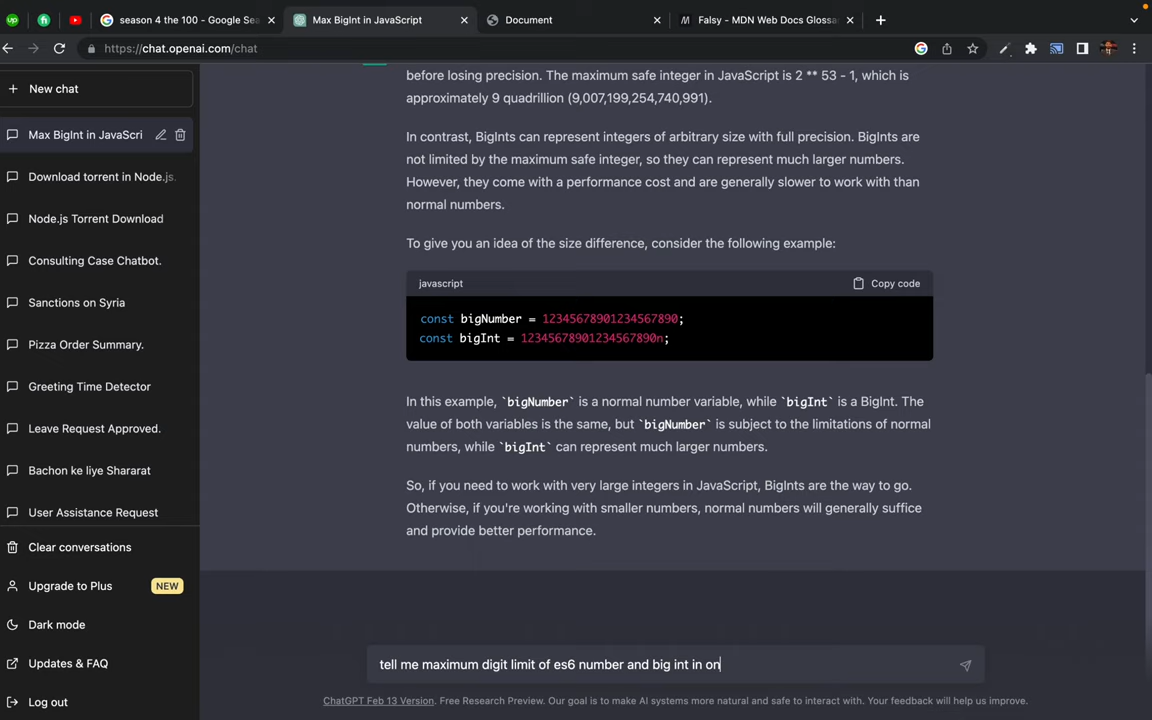 season 4 the 100 - Google Sea
Max BigInt in JavaScript
Document
Falsy - MDN Web Docs Glossa
https://chat.openai.com/chat
New chat
Max BigInt in JavaScri
Download torrent in Node.js.
Node.js Torrent Download
Consulting Case Chatbot.
Sanctions on Syria
Pizza Order Summary.
Greeting Time Detector
Leave Request Approved.
Bachon ke liye Shararat
User Assistance Request
Clear conversations
Upgrade to Plus NEW
Dark mode
Updates & FAQ
Log out
before losing precision. The maximum safe integer in JavaScript is 2 ** 53 - 1, which is
approximately 9 quadrillion (9,007,199,254,740,991).
In contrast, BigInts can represent integers of arbitrary size with full precision. BigInts are
not limited by the maximum safe integer, so they can represent much larger numbers.
However, they come with a performance cost and are generally slower to work with than
normal numbers.
To give you an idea of the size difference, consider the following example:
javascript Copy code
const bigNumber = 12345678901234567890;
const bigInt = 12345678901234567890n;
In this example, `bigNumber` is a normal number variable, while `bigInt` is a BigInt. The
value of both variables is the same, but `bigNumber` is subject to the limitations of normal
numbers, while `bigInt` can represent much larger numbers.
So, if you need to work with very large integers in JavaScript, BigInts are the way to go.
Otherwise, if you're working with smaller numbers, normal numbers will generally suffice
and provide better performance.
tell me maximum digit limit of es6 number and big int in on
ChatGPT Feb 13 Version. Free Research Preview. Our goal is to make AI systems more natural and safe to interact with. Your feedback will help us improve.